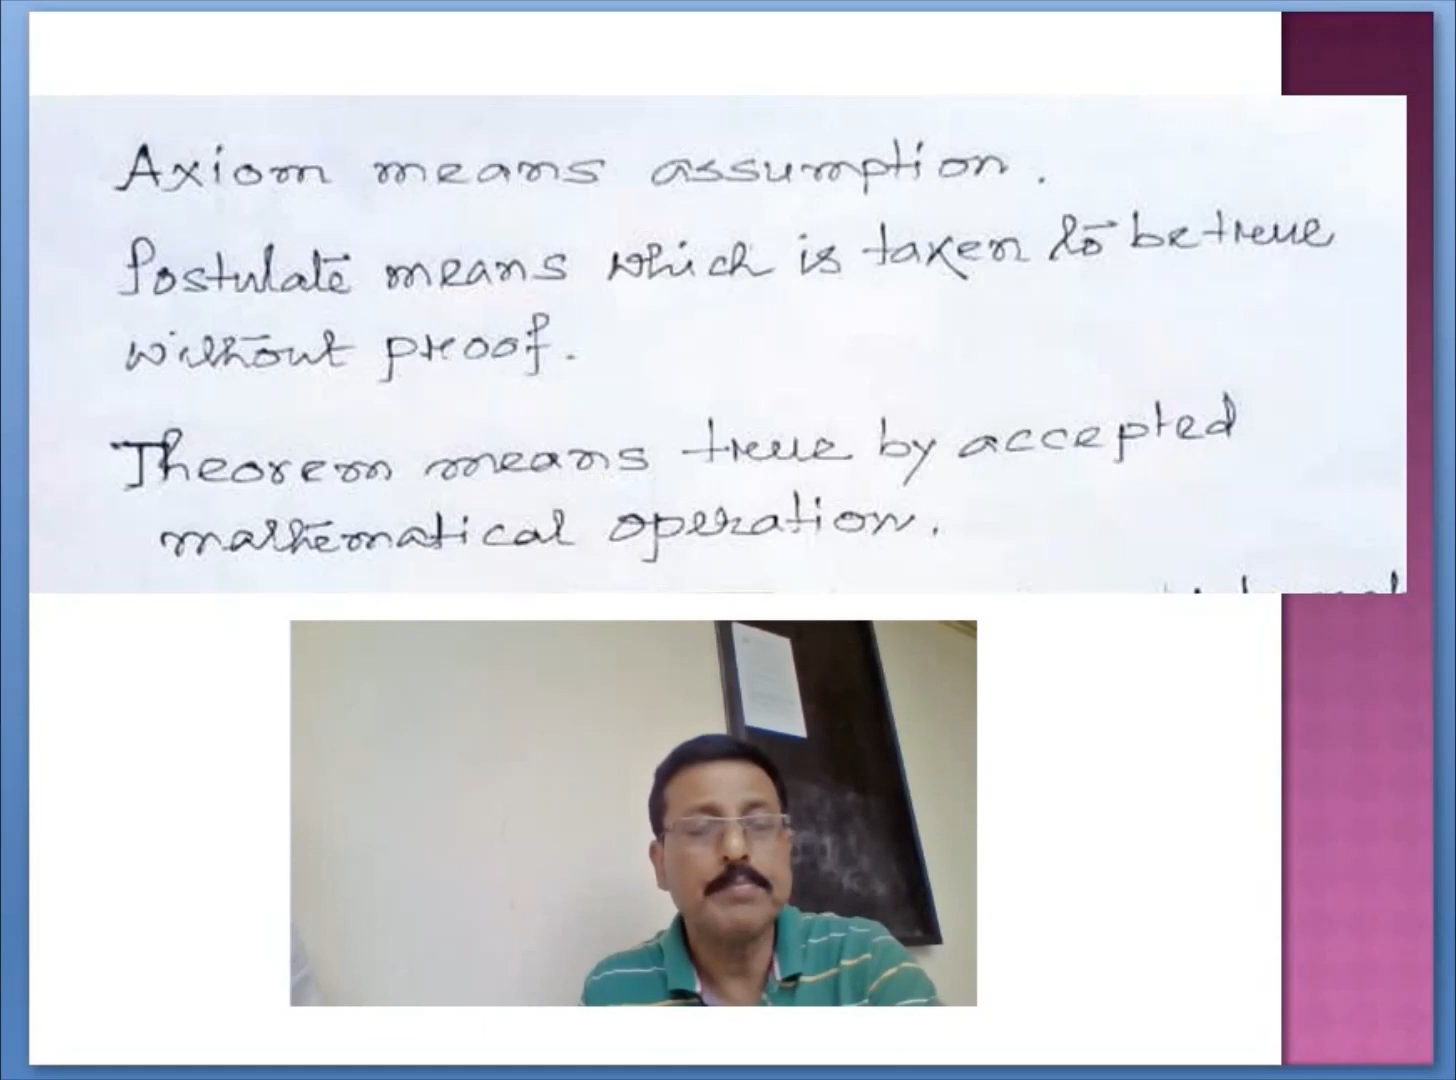 Axiom means assumption.
Postulate means which is taken to be true
without proof.
Theorem means true by accepted
mathematical operation.